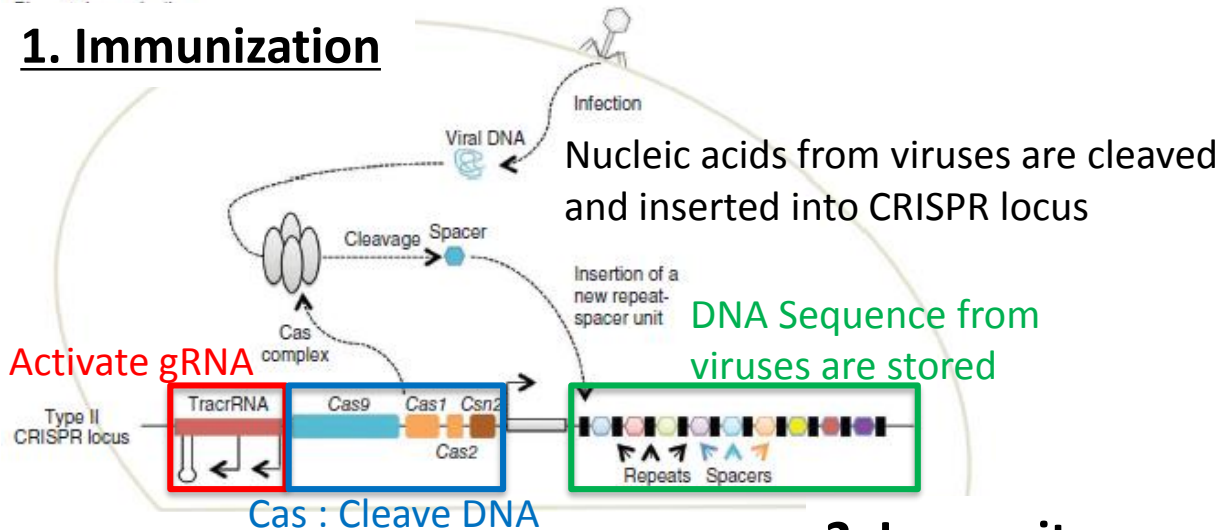 1. Immunization
Infection
Viral DNA
Nucleic acids from viruses are cleaved
and inserted into CRISPR locus
Cleavage
Spacer
Insertion of a
new repeat-
spacer unit
DNA Sequence from
viruses are stored
Cas
complex
Activate gRNA
TracrRNA
Cas9
Cas1
Csn2
Type II
CRISPR locus
Cas2
Repeats
Spacers
Cas : Cleave DNA